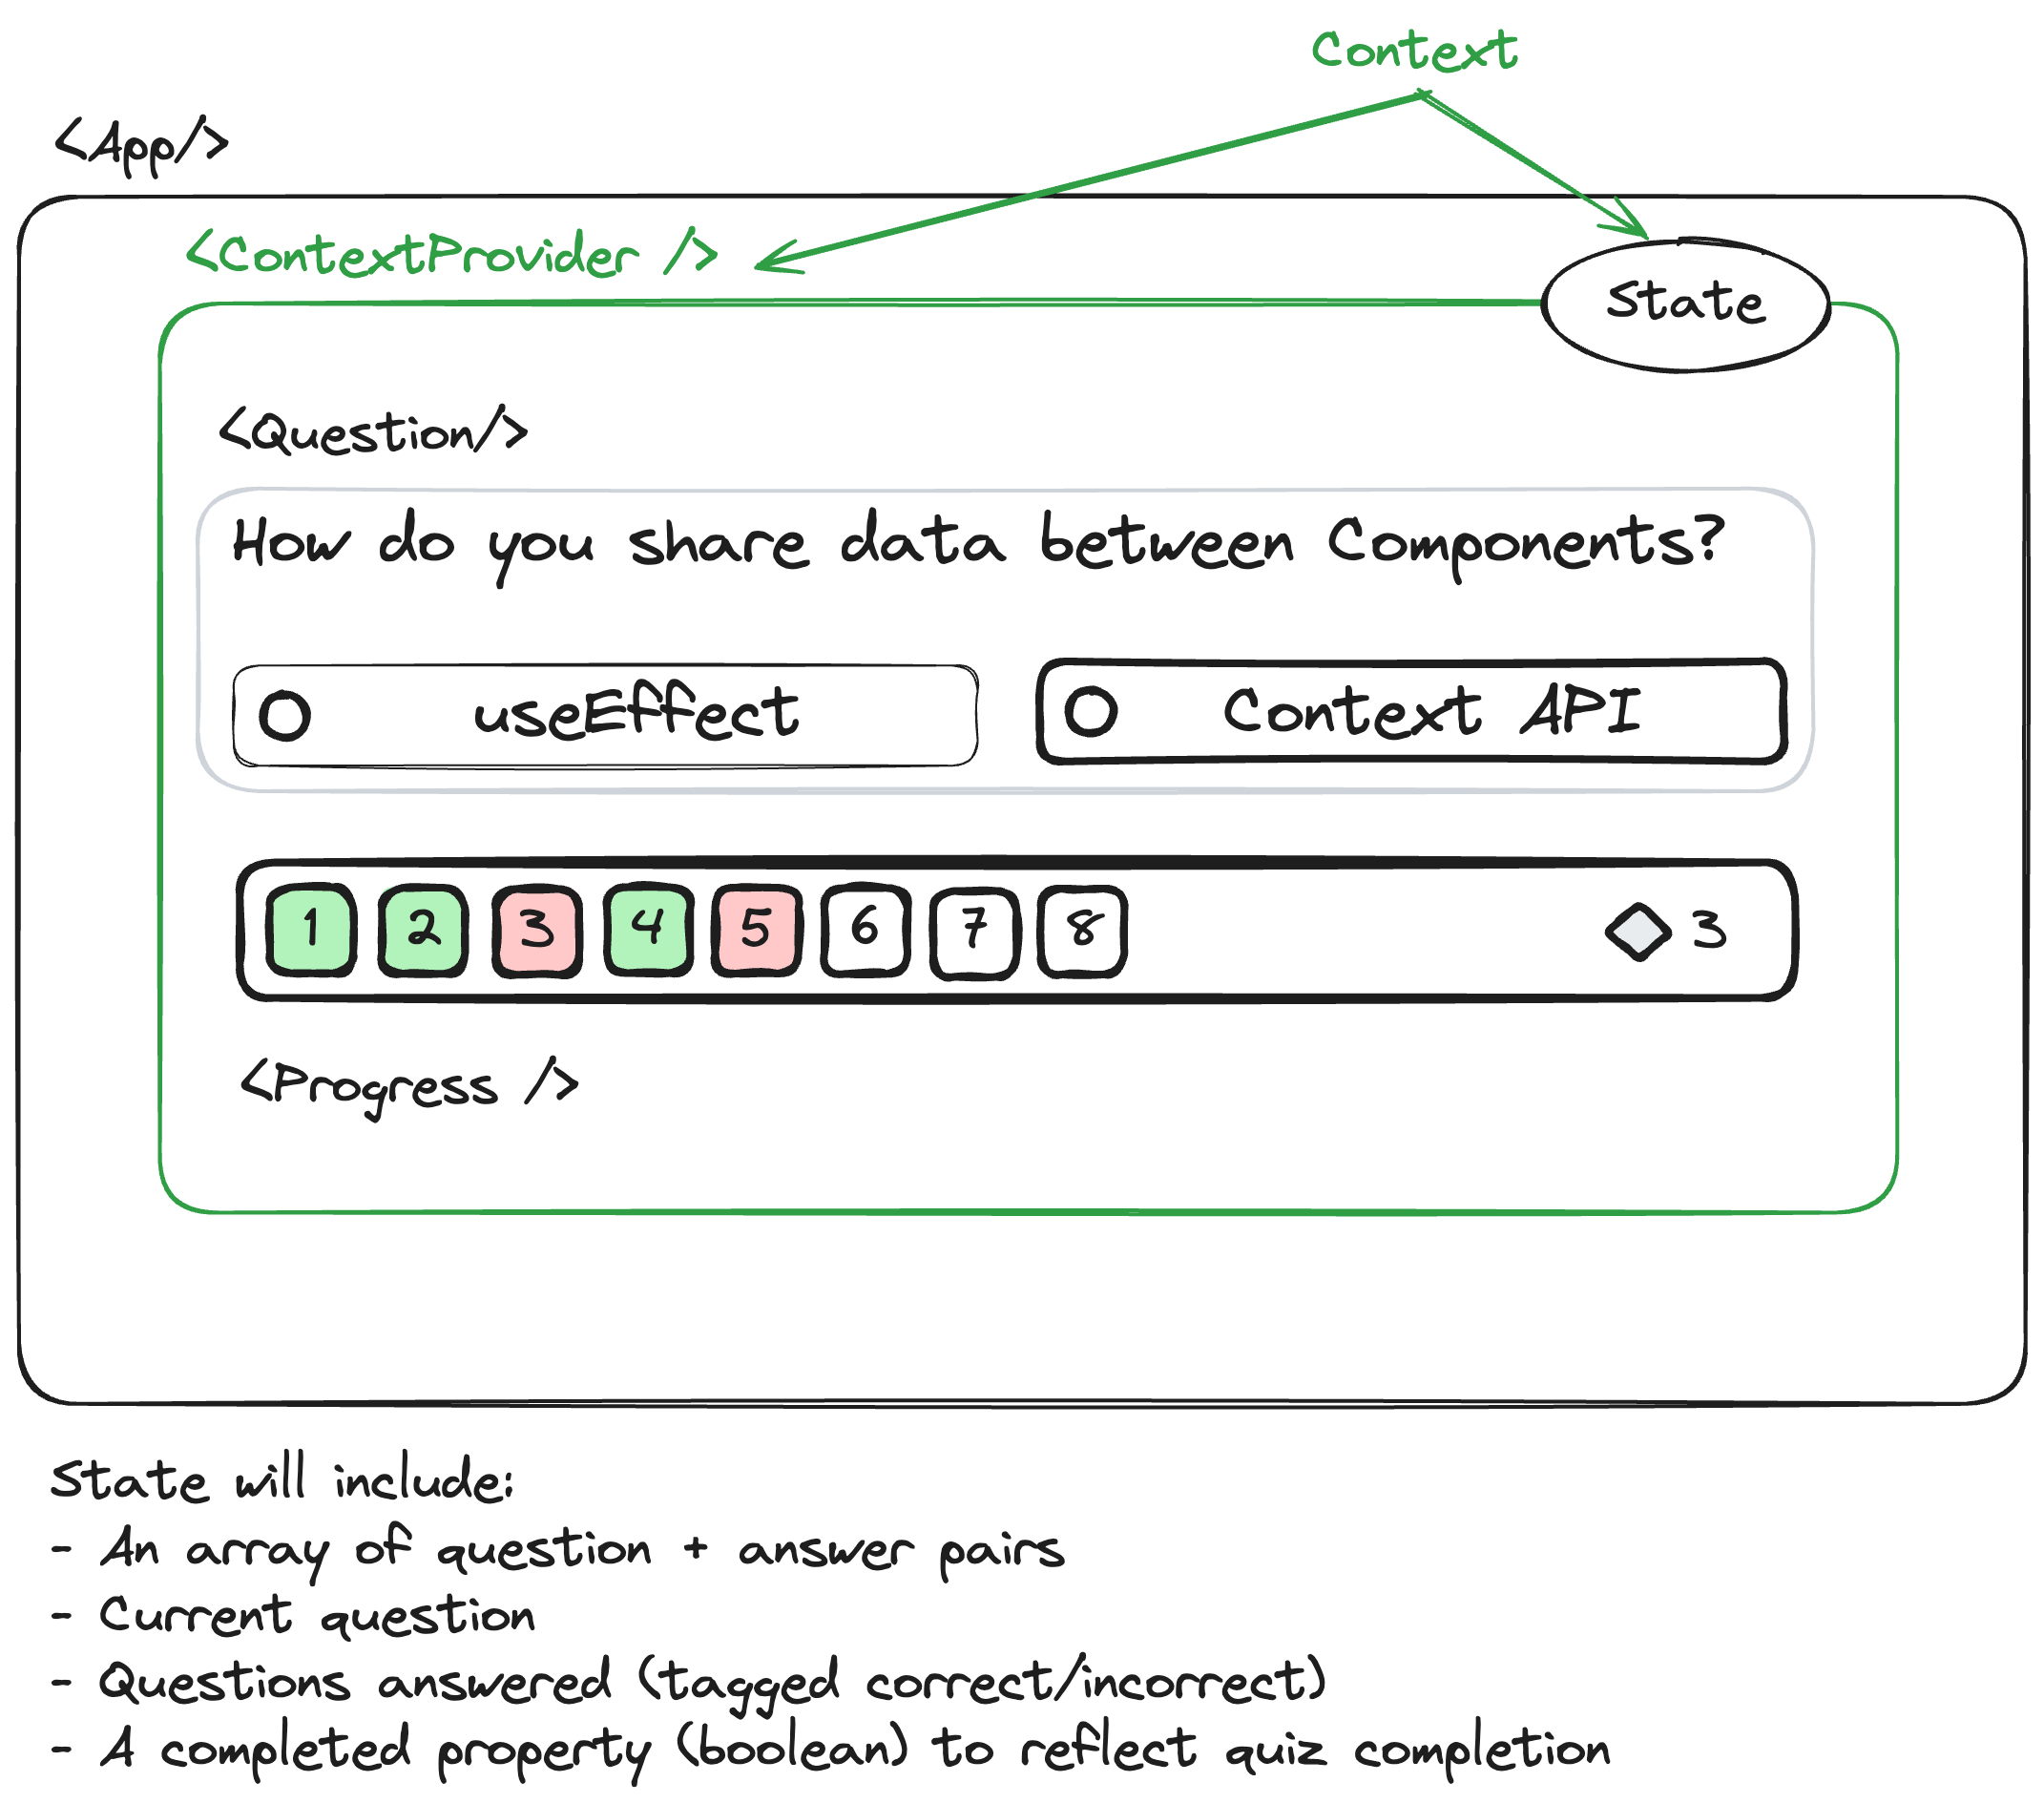 Context
<App/>
<ContextProvider />
State
<Question/>
How do you share data between Components?
useEffect
Context API
1 2 3 4 5 6 7 8 3
<Progress />
State will include:
- An array of question + answer pairs
- Current question
- Questions answered (tagged correct/incorrect)
- A completed property (boolean) to reflect quiz completion